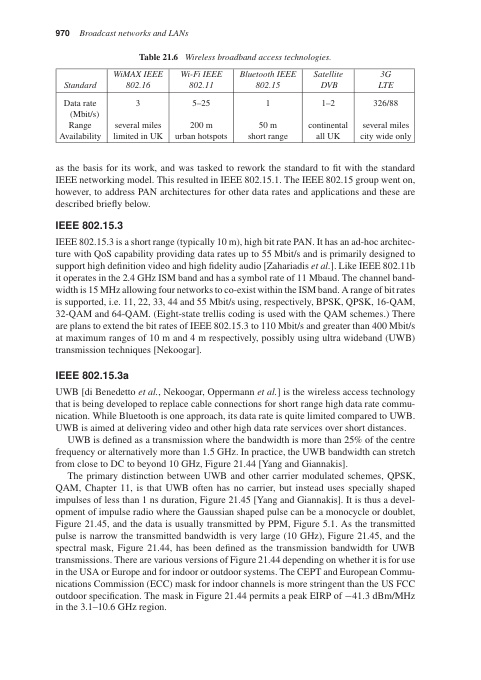 970 Broadcast networks and LANs
Table 21.6 Wireless broadband access technologies.
WiMAX IEEE Wi-Fi IEEE Bluetooth IEEE Satellite 3G
Standard 802.16 802.11 802.15 DVB LTE
Data rate 3 5–25 1 1–2 326/88
(Mbit/s)
Range several miles 200 m 50 m continental several miles
Availability limited in UK urban hotspots short range all UK city wide only
as the basis for its work, and was tasked to rework the standard to fit with the standard
IEEE networking model. This resulted in IEEE 802.15.1. The IEEE 802.15 group went on,
however, to address PAN architectures for other data rates and applications and these are
described briefly below.
IEEE 802.15.3
IEEE 802.15.3 is a short range (typically 10 m), high bit rate PAN. It has an ad-hoc architec-
ture with QoS capability providing data rates up to 55 Mbit/s and is primarily designed to
support high definition video and high fidelity audio [Zahariadis et al.]. Like IEEE 802.11b
it operates in the 2.4 GHz ISM band and has a symbol rate of 11 Mbaud. The channel band-
width is 15 MHz allowing four networks to co-exist within the ISM band. A range of bit rates
is supported, i.e. 11, 22, 33, 44 and 55 Mbit/s using, respectively, BPSK, QPSK, 16-QAM,
32-QAM and 64-QAM. (Eight-state trellis coding is used with the QAM schemes.) There
are plans to extend the bit rates of IEEE 802.15.3 to 110 Mbit/s and greater than 400 Mbit/s
at maximum ranges of 10 m and 4 m respectively, possibly using ultra wideband (UWB)
transmission techniques [Nekoogar].
IEEE 802.15.3a
UWB [di Benedetto et al., Nekoogar, Oppermann et al.] is the wireless access technology
that is being developed to replace cable connections for short range high data rate commu-
nication. While Bluetooth is one approach, its data rate is quite limited compared to UWB.
UWB is aimed at delivering video and other high data rate services over short distances.
UWB is defined as a transmission where the bandwidth is more than 25% of the centre
frequency or alternatively more than 1.5 GHz. In practice, the UWB bandwidth can stretch
from close to DC to beyond 10 GHz, Figure 21.44 [Yang and Giannakis].
The primary distinction between UWB and other carrier modulated schemes, QPSK,
QAM, Chapter 11, is that UWB often has no carrier, but instead uses specially shaped
impulses of less than 1 ns duration, Figure 21.45 [Yang and Giannakis]. It is thus a devel-
opment of impulse radio where the Gaussian shaped pulse can be a monocycle or doublet,
Figure 21.45, and the data is usually transmitted by PPM, Figure 5.1. As the transmitted
pulse is narrow the transmitted bandwidth is very large (10 GHz), Figure 21.45, and the
spectral mask, Figure 21.44, has been defined as the transmission bandwidth for UWB
transmissions. There are various versions of Figure 21.44 depending on whether it is for use
in the USA or Europe and for indoor or outdoor systems. The CEPT and European Commu-
nications Commission (ECC) mask for indoor channels is more stringent than the US FCC
outdoor specification. The mask in Figure 21.44 permits a peak EIRP of −41.3 dBm/MHz
in the 3.1–10.6 GHz region.